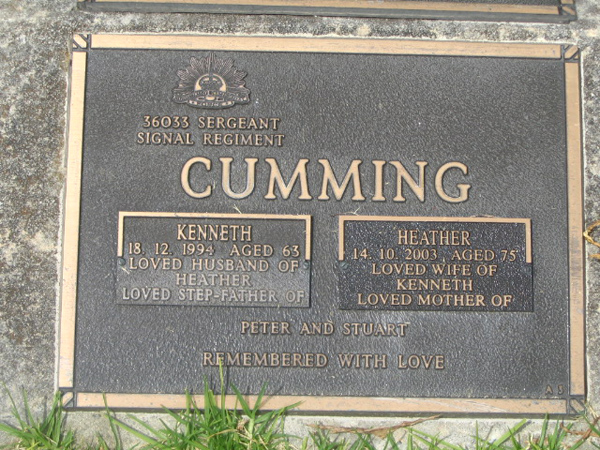 36033 SERGEANT
SIGNAL REGIMENT
CUMMING
KENNETH
18. 12. 1994 AGED 63
LOVED HUSBAND OF
HEATHER
LOVED STEP-FATHER OF
HEATHER
14. 10. 2003 AGED 75
LOVED WIFE OF
KENNETH
LOVED MOTHER OF
PETER AND STUART
REMEMBERED WITH LOVE